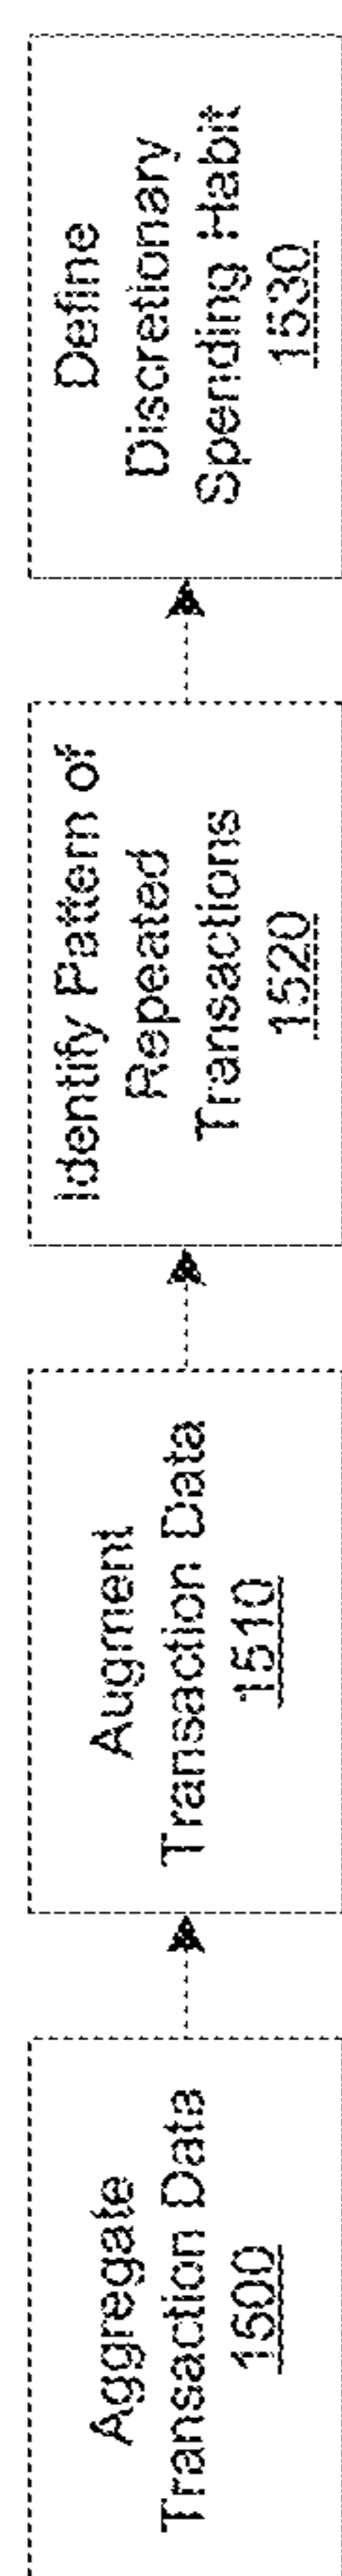 Aggregate
Transaction Data
1500
Augment
Transaction Data
1510
Identify Pattern of
Repeated
Transactions
1520
Define
Discretionary
Spending Habit
1530